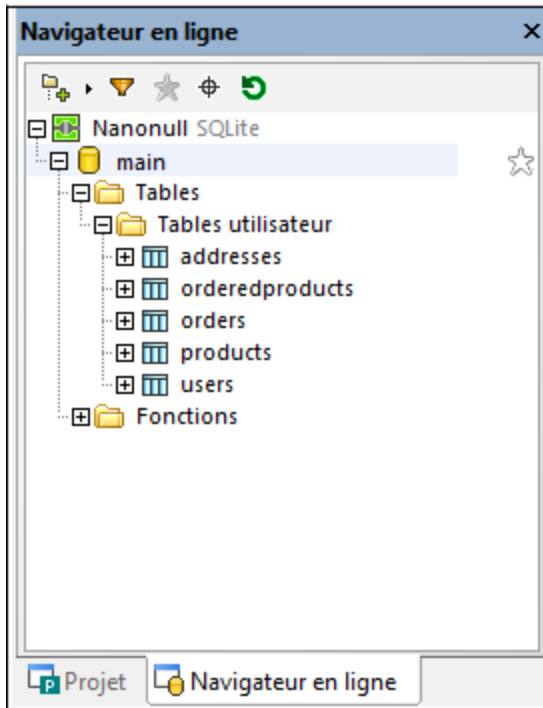 Navigateur en ligne
Nanonull SQLite
main
Tables
Tables utilisateur
addresses
orderedproducts
orders
products
users
Fonctions
Projet Navigateur en ligne